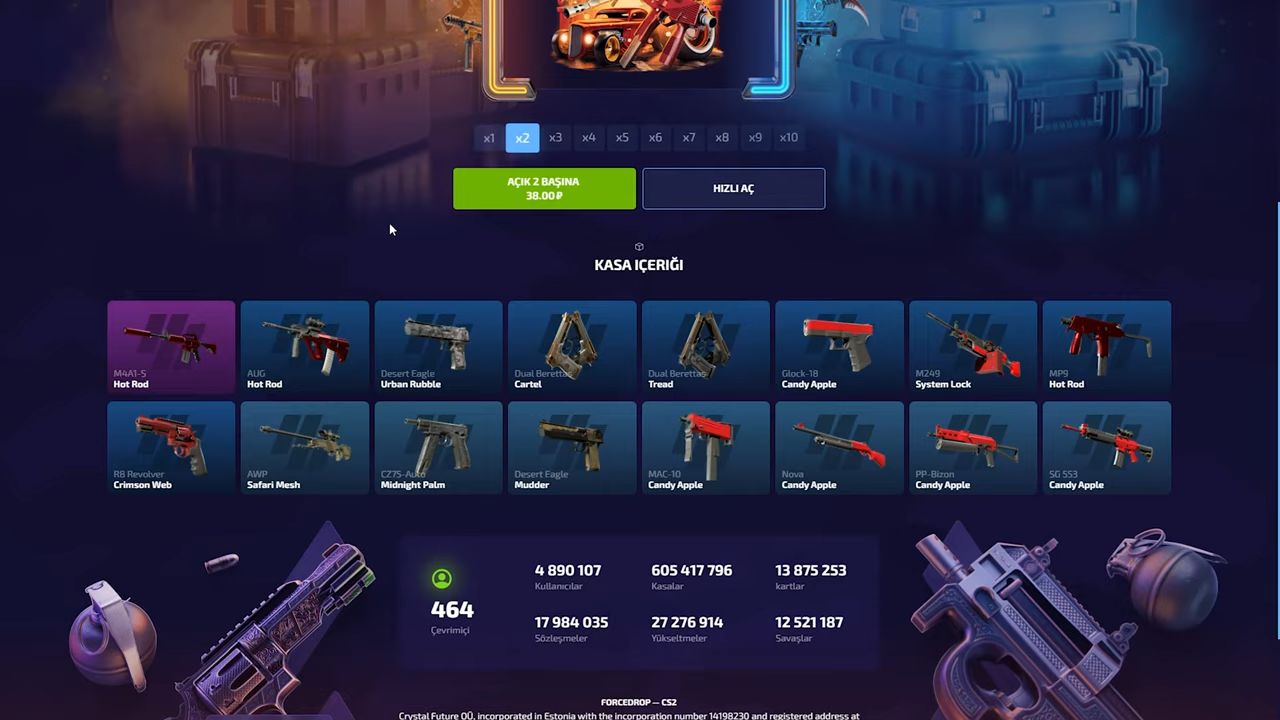 x1 x2 x3 x4 x5 x6 x7 x8 x9 x10
AÇIK 2 BAŞINA
38.00 ₽
HIZLI AÇ
KASA IÇERIĞI
M4A1-S
Hot Rod
AUG
Hot Rod
Desert Eagle
Urban Rubble
Dual Berettas
Cartel
Dual Berettas
Tread
Glock-18
Candy Apple
M249
System Lock
MP9
Hot Rod
R8 Revolver
Crimson Web
AWP
Safari Mesh
CZ75-Auto
Midnight Palm
Desert Eagle
Mudder
MAC-10
Candy Apple
Nova
Candy Apple
PP-Bizon
Candy Apple
SG 553
Candy Apple
464
Çevrimiçi
4 890 107
Kullanıcılar
605 417 796
Kasalar
13 875 253
kartlar
17 984 035
Sözleşmeler
27 276 914
Yükseltmeler
12 521 187
Savaşlar
FORCEDROP — CS2
Crystal Future OÜ, incorporated in Estonia with the incorporation number 14198230 and registered address at